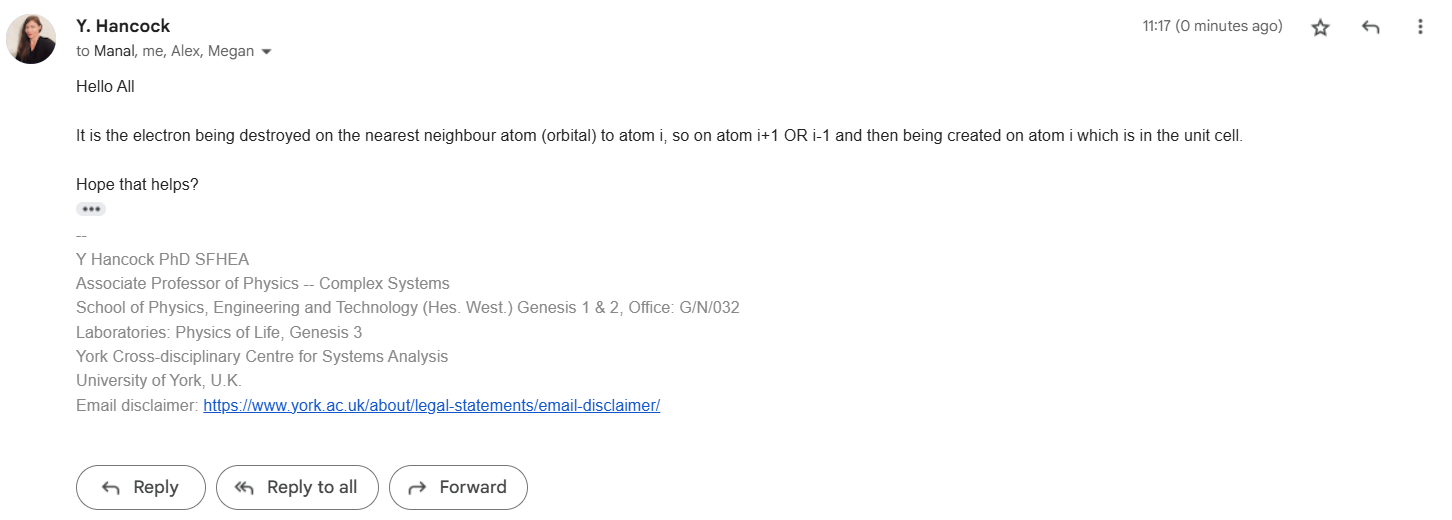 Y. Hancock
11:17 (0 minutes ago)
to Manal, me, Alex, Megan
Hello All
It is the electron being destroyed on the nearest neighbour atom (orbital) to atom i, so on atom i+1 OR i-1 and then being created on atom i which is in the unit cell.
Hope that helps?
--
Y Hancock PhD SFHEA
Associate Professor of Physics -- Complex Systems
School of Physics, Engineering and Technology (Hes. West.) Genesis 1 & 2, Office: G/N/032
Laboratories: Physics of Life, Genesis 3
York Cross-disciplinary Centre for Systems Analysis
University of York, U.K.
Email disclaimer: https://www.york.ac.uk/about/legal-statements/email-disclaimer/
Reply
Reply to all
Forward